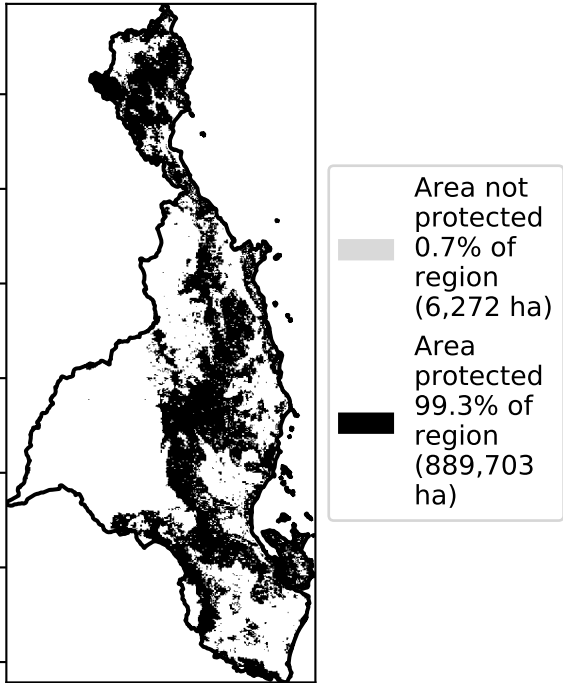 Area not
protected
0.7% of
region
(6,272 ha)
Area
protected
99.3% of
region
(889,703
ha)